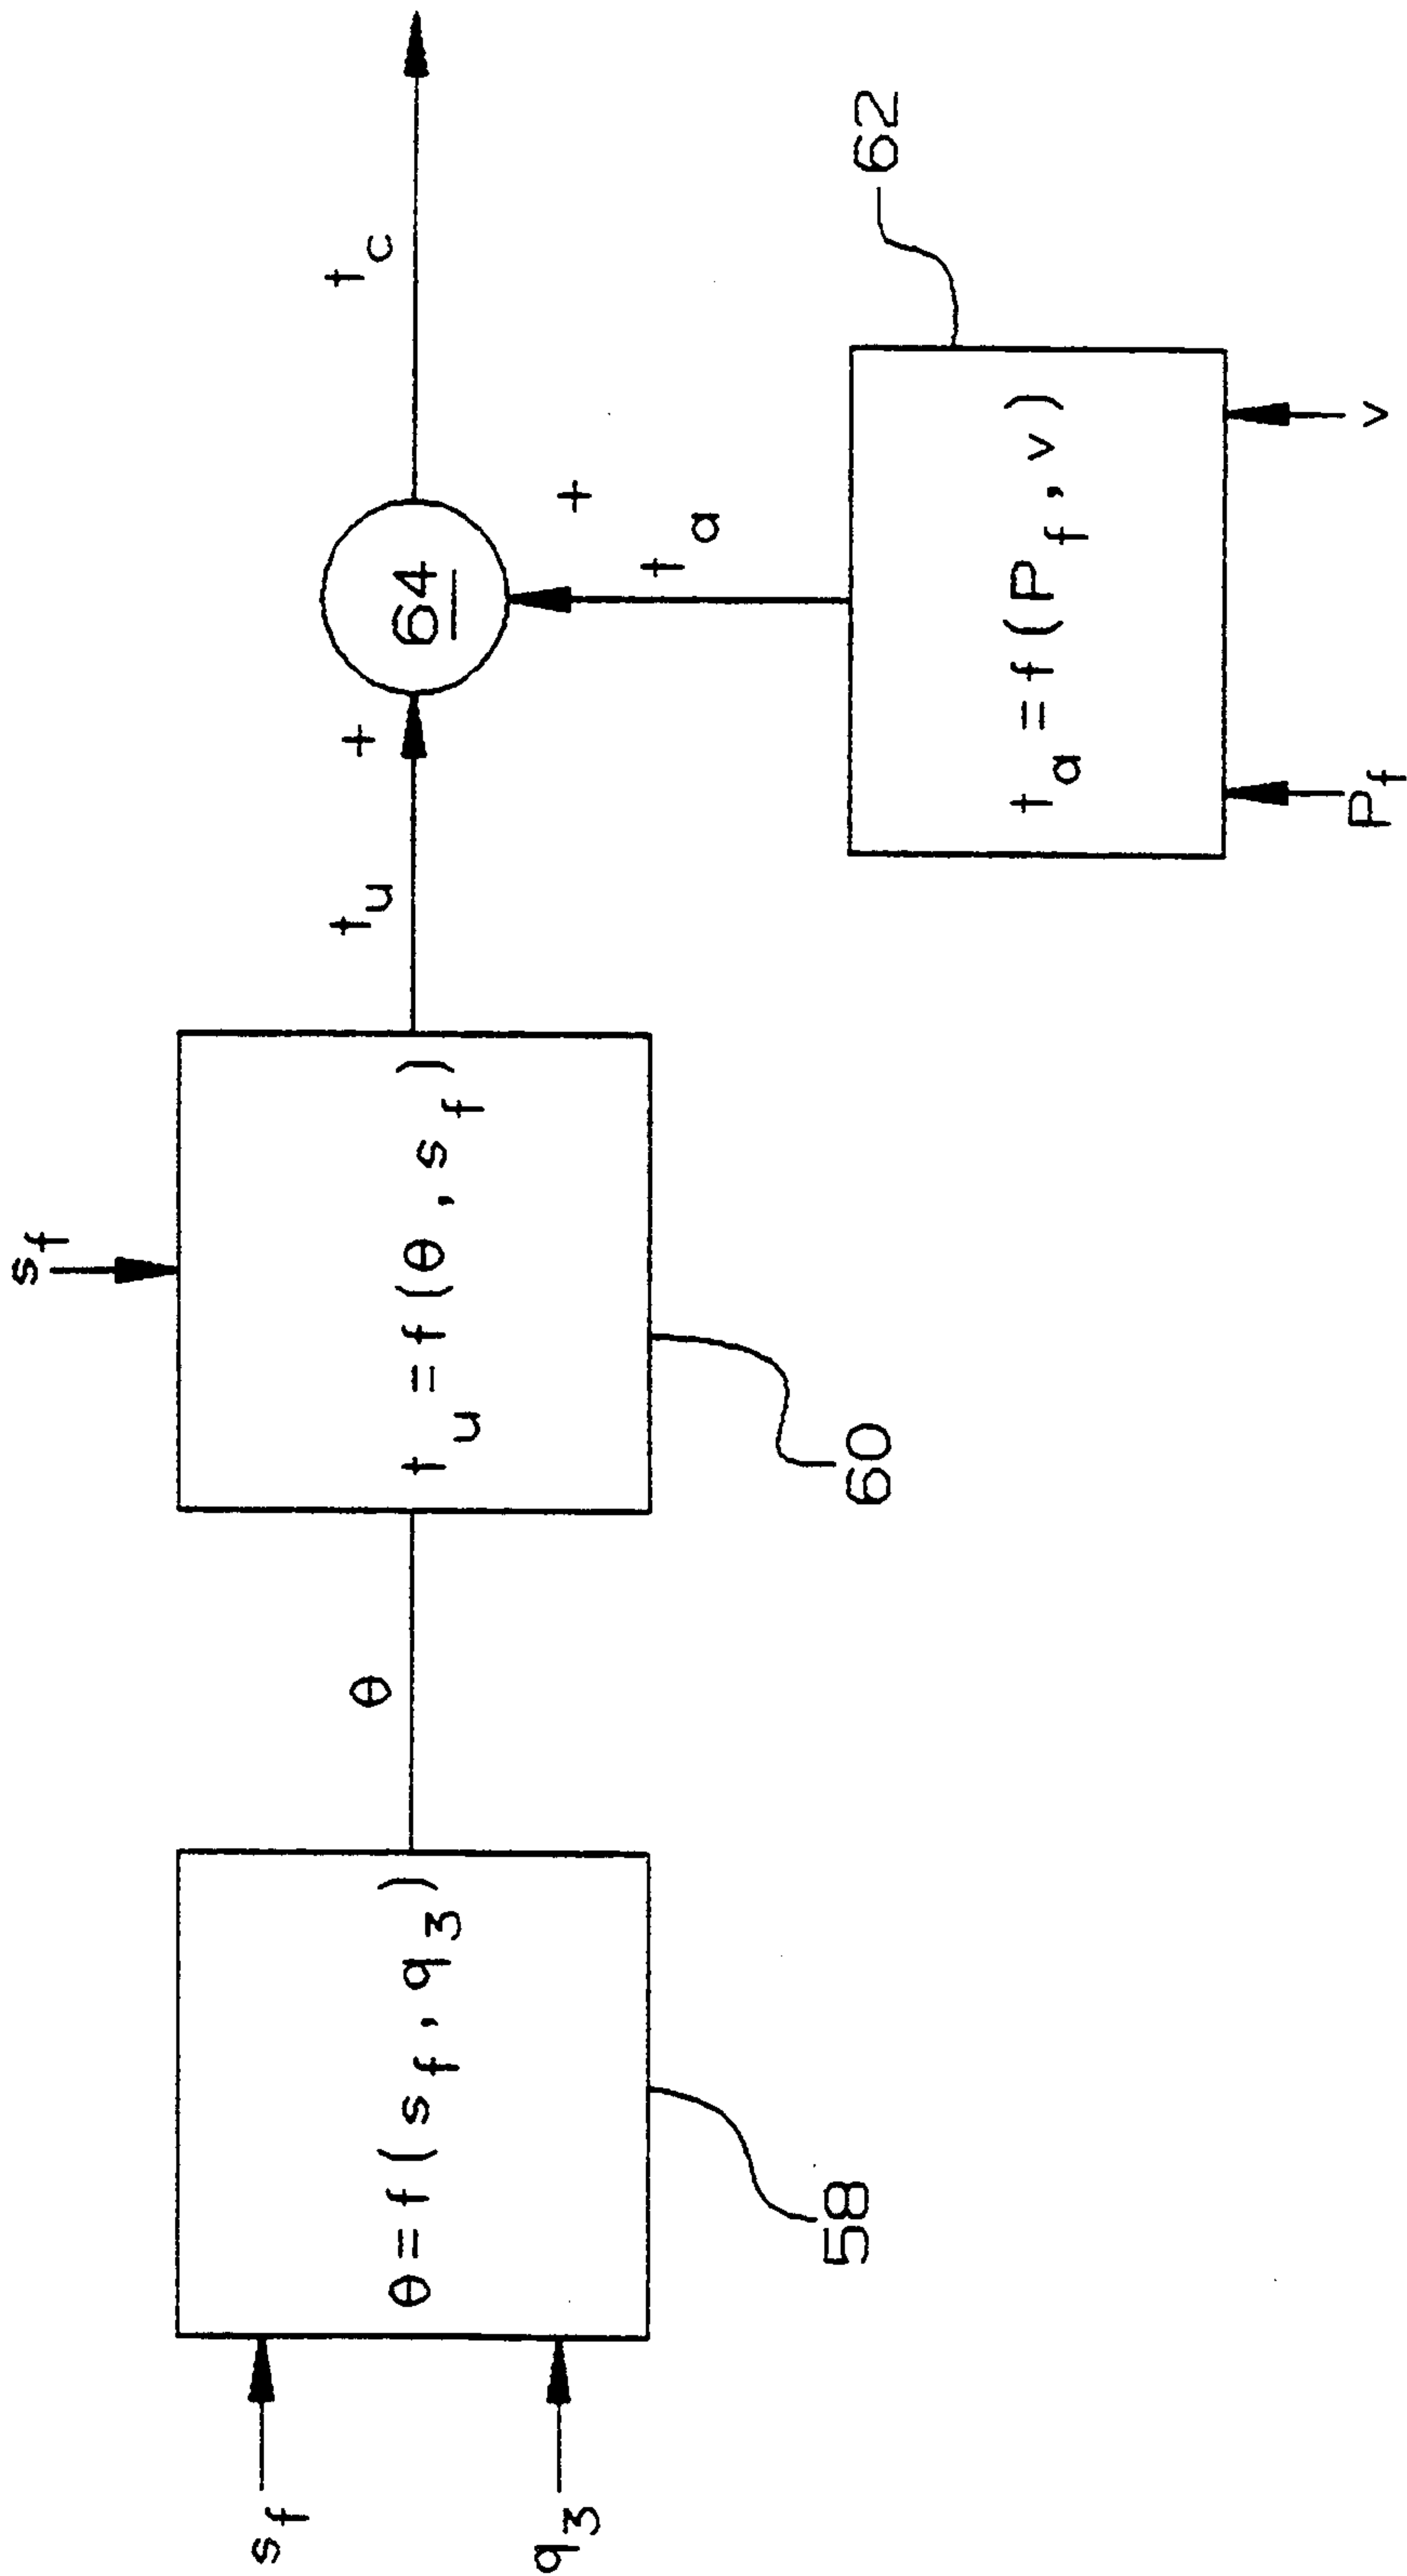 s_f
q_3
θ=f(s_f,q_3)
58
θ
s_f
t_u=f(θ,s_f)
60
t_u
+
64
t_c
+
t_a
t_a=f(P_f,v)
62
P_f
v